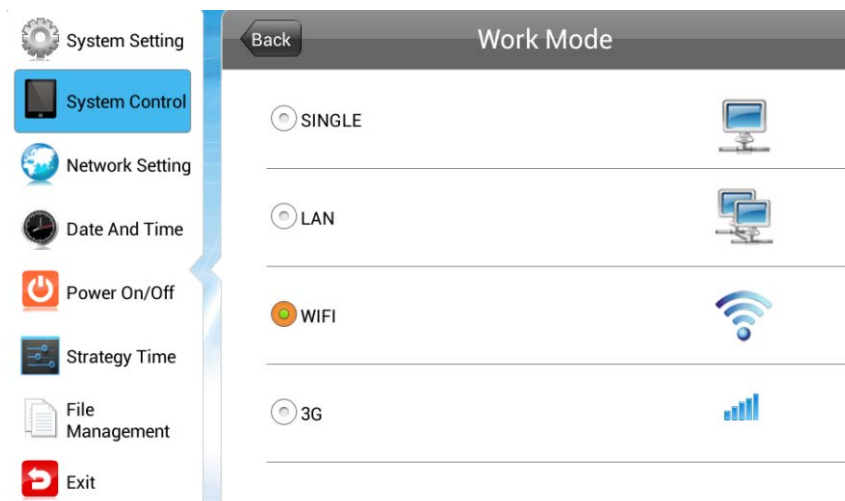 System Setting
System Control
Network Setting
Date And Time
Power On/Off
Strategy Time
File
Management
Exit
Back
Work Mode
SINGLE
LAN
WIFI
3G